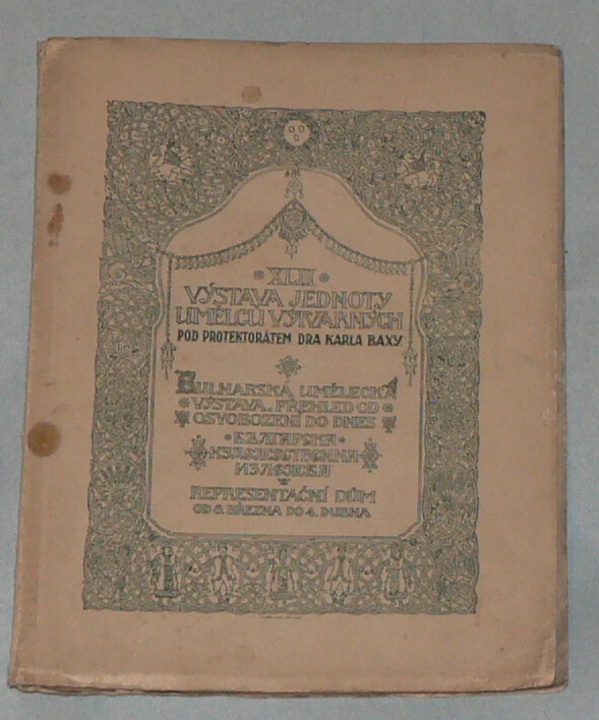 XLII
VÝSTAVA JEDNOTY
UMĚLCŮ VÝTVARNÝCH
POD PROTEKTORÁTEM DRA KARLA BAXY.
BULHARSKÁ UMĚLECKÁ
VÝSTAVA. PŘEHLED OD
OSVOBOZENÍ DO DNES
БЪЛГАРСКА
ХУДОЖЕСТВЕННА
ИЗЛОЖБА
REPRESENTAČNÍ DŮM
OD 6. BŘEZNA DO 4. DUBNA